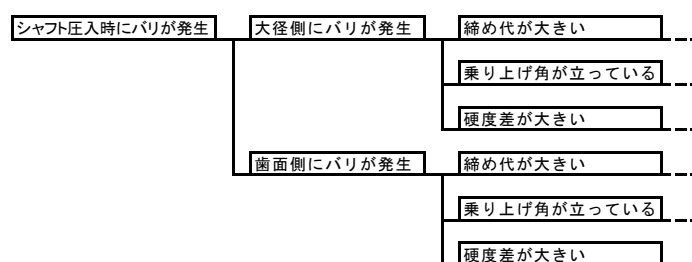 シャフト圧入時にバリが発生
大径側にバリが発生
締め代が大きい
乗り上げ角が立っている
硬度差が大きい
歯面側にバリが発生
締め代が大きい
乗り上げ角が立っている
硬度差が大きい